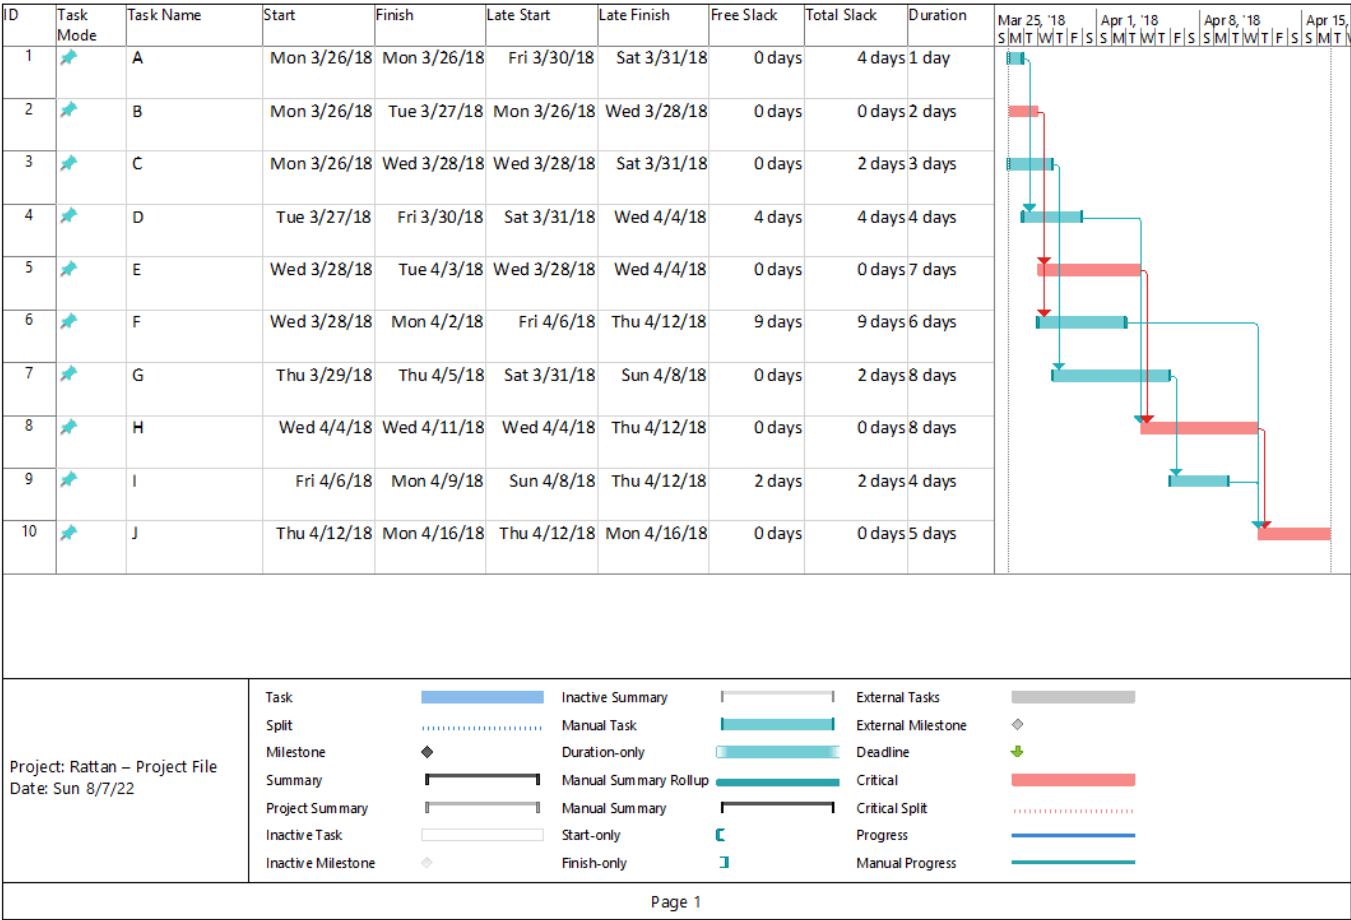 ID Task Mode Task Name Start Finish Late Start Late Finish Free Slack Total Slack Duration Mar 25, '18 Apr 1, '18 Apr 8, '18 Apr 15,
S M T W T F S S M T W T F S S M T W T F S S M T W
1 A Mon 3/26/18 Mon 3/26/18 Fri 3/30/18 Sat 3/31/18 0 days 4 days 1 day
2 B Mon 3/26/18 Tue 3/27/18 Mon 3/26/18 Wed 3/28/18 0 days 0 days 2 days
3 C Mon 3/26/18 Wed 3/28/18 Wed 3/28/18 Sat 3/31/18 0 days 2 days 3 days
4 D Tue 3/27/18 Fri 3/30/18 Sat 3/31/18 Wed 4/4/18 4 days 4 days 4 days
5 E Wed 3/28/18 Tue 4/3/18 Wed 3/28/18 Wed 4/4/18 0 days 0 days 7 days
6 F Wed 3/28/18 Mon 4/2/18 Fri 4/6/18 Thu 4/12/18 9 days 9 days 6 days
7 G Thu 3/29/18 Thu 4/5/18 Sat 3/31/18 Sun 4/8/18 0 days 2 days 8 days
8 H Wed 4/4/18 Wed 4/11/18 Wed 4/4/18 Thu 4/12/18 0 days 0 days 8 days
9 I Fri 4/6/18 Mon 4/9/18 Sun 4/8/18 Thu 4/12/18 2 days 2 days 4 days
10 J Thu 4/12/18 Mon 4/16/18 Thu 4/12/18 Mon 4/16/18 0 days 0 days 5 days
Project: Rattan – Project File
Date: Sun 8/7/22
Task Inactive Summary External Tasks
Split Manual Task External Milestone
Milestone Duration-only Deadline
Summary Manual Summary Rollup Critical
Project Summary Manual Summary Critical Split
Inactive Task Start-only Progress
Inactive Milestone Finish-only Manual Progress
Page 1